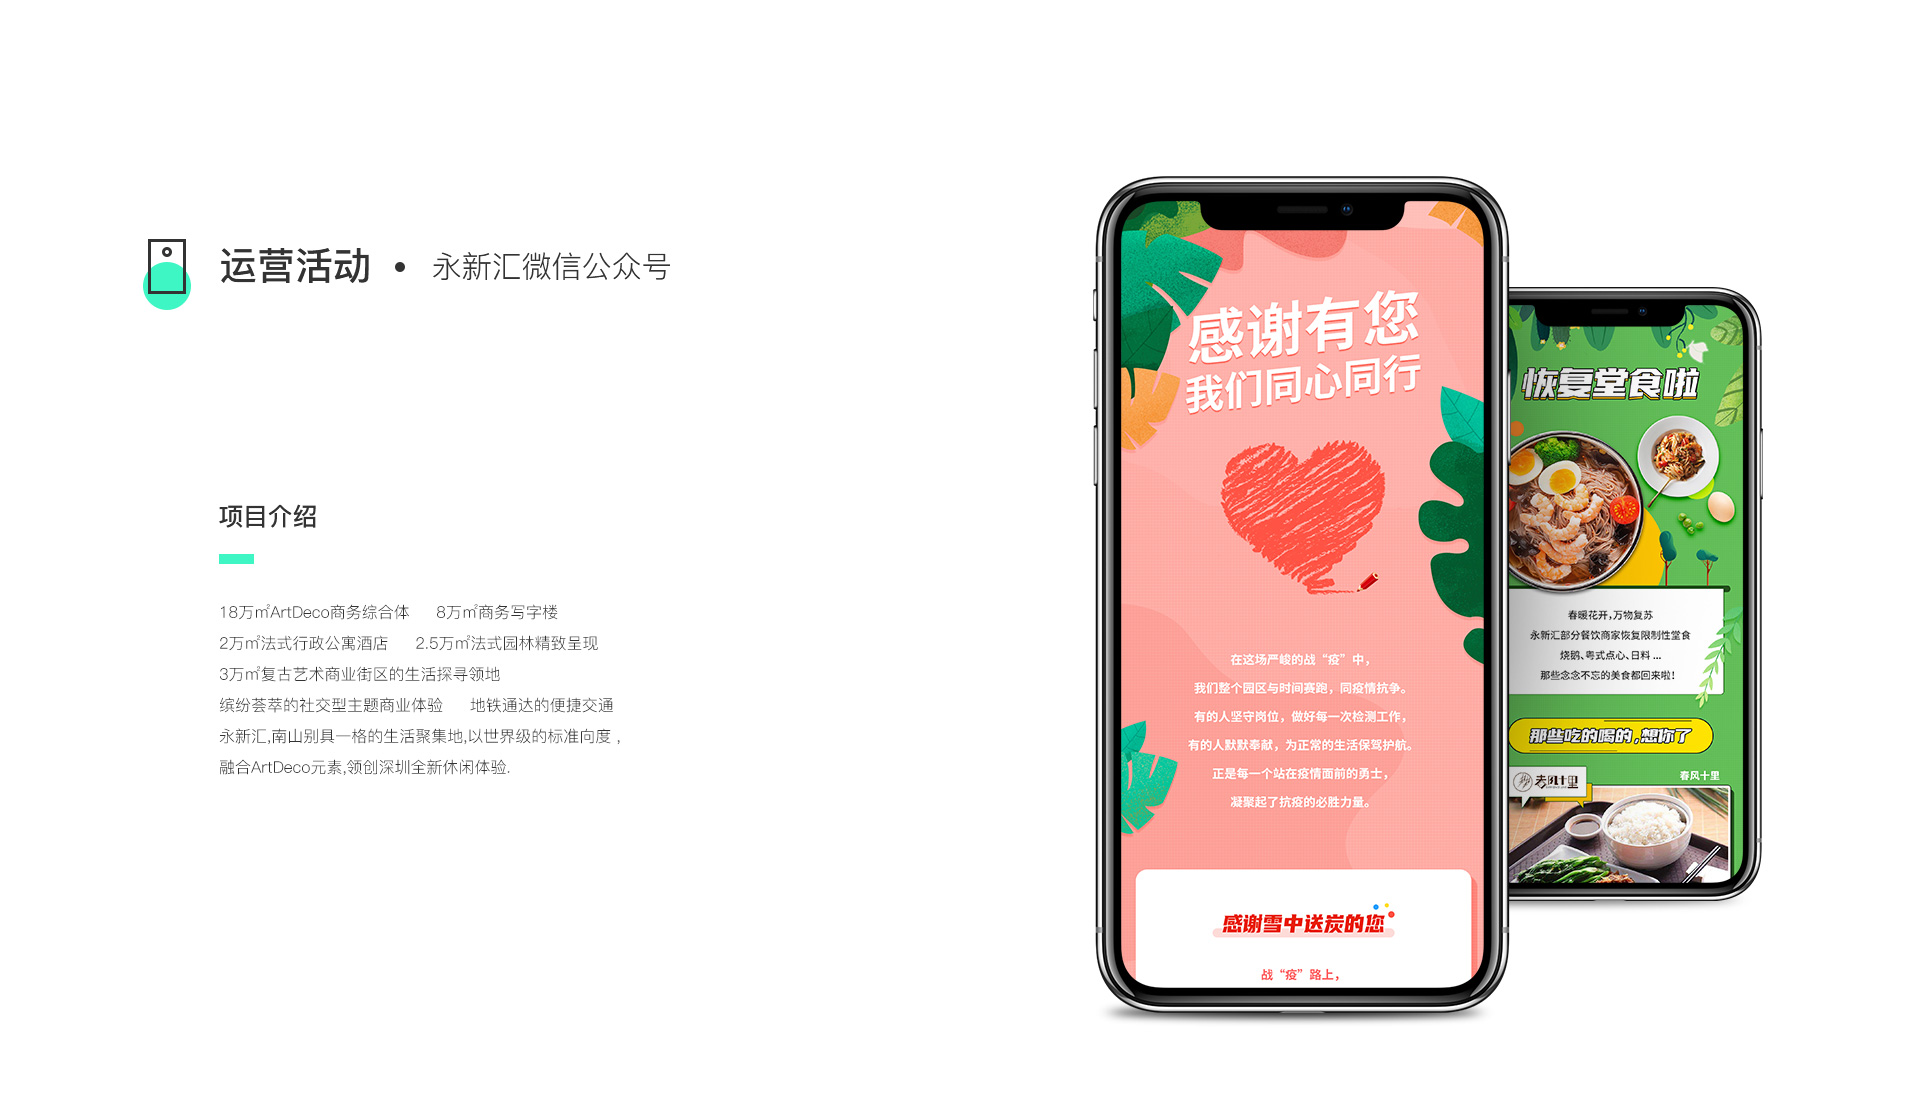 运营活动 • 永新汇微信公众号
项目介绍
18万㎡ArtDeco商务综合体 8万㎡商务写字楼
2万㎡法式行政公寓酒店 2.5万㎡法式园林精致呈现
3万㎡复古艺术商业街区的生活探寻领地
缤纷荟萃的社交型主题商业体验 地铁通达的便捷交通
永新汇,南山别具一格的生活聚集地,以世界级的标准向度，
融合ArtDeco元素,领创深圳全新休闲体验.
感谢有您
我们同心同行
在这场严峻的战“疫”中，
我们整个园区与时间赛跑，同疫情抗争。
有的人坚守岗位，做好每一次检测工作，
有的人默默奉献，为正常的生活保驾护航。
正是每一个站在疫情面前的勇士，
凝聚起了抗疫的必胜力量。
感谢雪中送炭的您
战“疫”路上，
恢复堂食啦
春暖花开，万物复苏
永新汇部分餐饮商家恢复限制性堂食
烧鹅、粤式点心、日料 ...
那些念念不忘的美食都回来啦！
那些吃的喝的，想你了
春风十里
春风十里